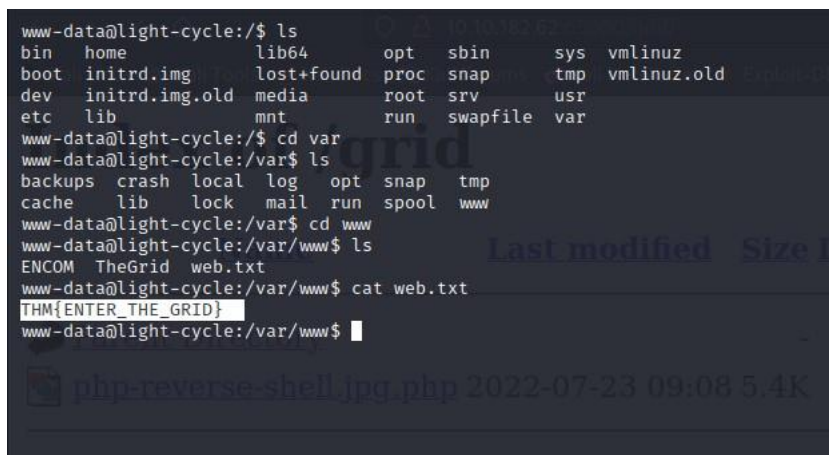 10.10.182.62
www-data@light-cycle:/$ ls
bin home lib64 opt sbin sys vmlinuz
boot initrd.img lost+found proc snap tmp vmlinuz.old
dev initrd.img.old media root srv usr
etc lib mnt run swapfile var
www-data@light-cycle:/$ cd var
www-data@light-cycle:/var$ ls
backups crash local log opt snap tmp
cache lib lock mail run spool www
www-data@light-cycle:/var$ cd www
www-data@light-cycle:/var/www$ ls
ENCOM TheGrid web.txt
www-data@light-cycle:/var/www$ cat web.txt
THM{ENTER_THE_GRID}
www-data@light-cycle:/var/www$
/grid
Last modified Size
php-reverse-shell.jpg.php 2022-07-23 09:08 5.4K